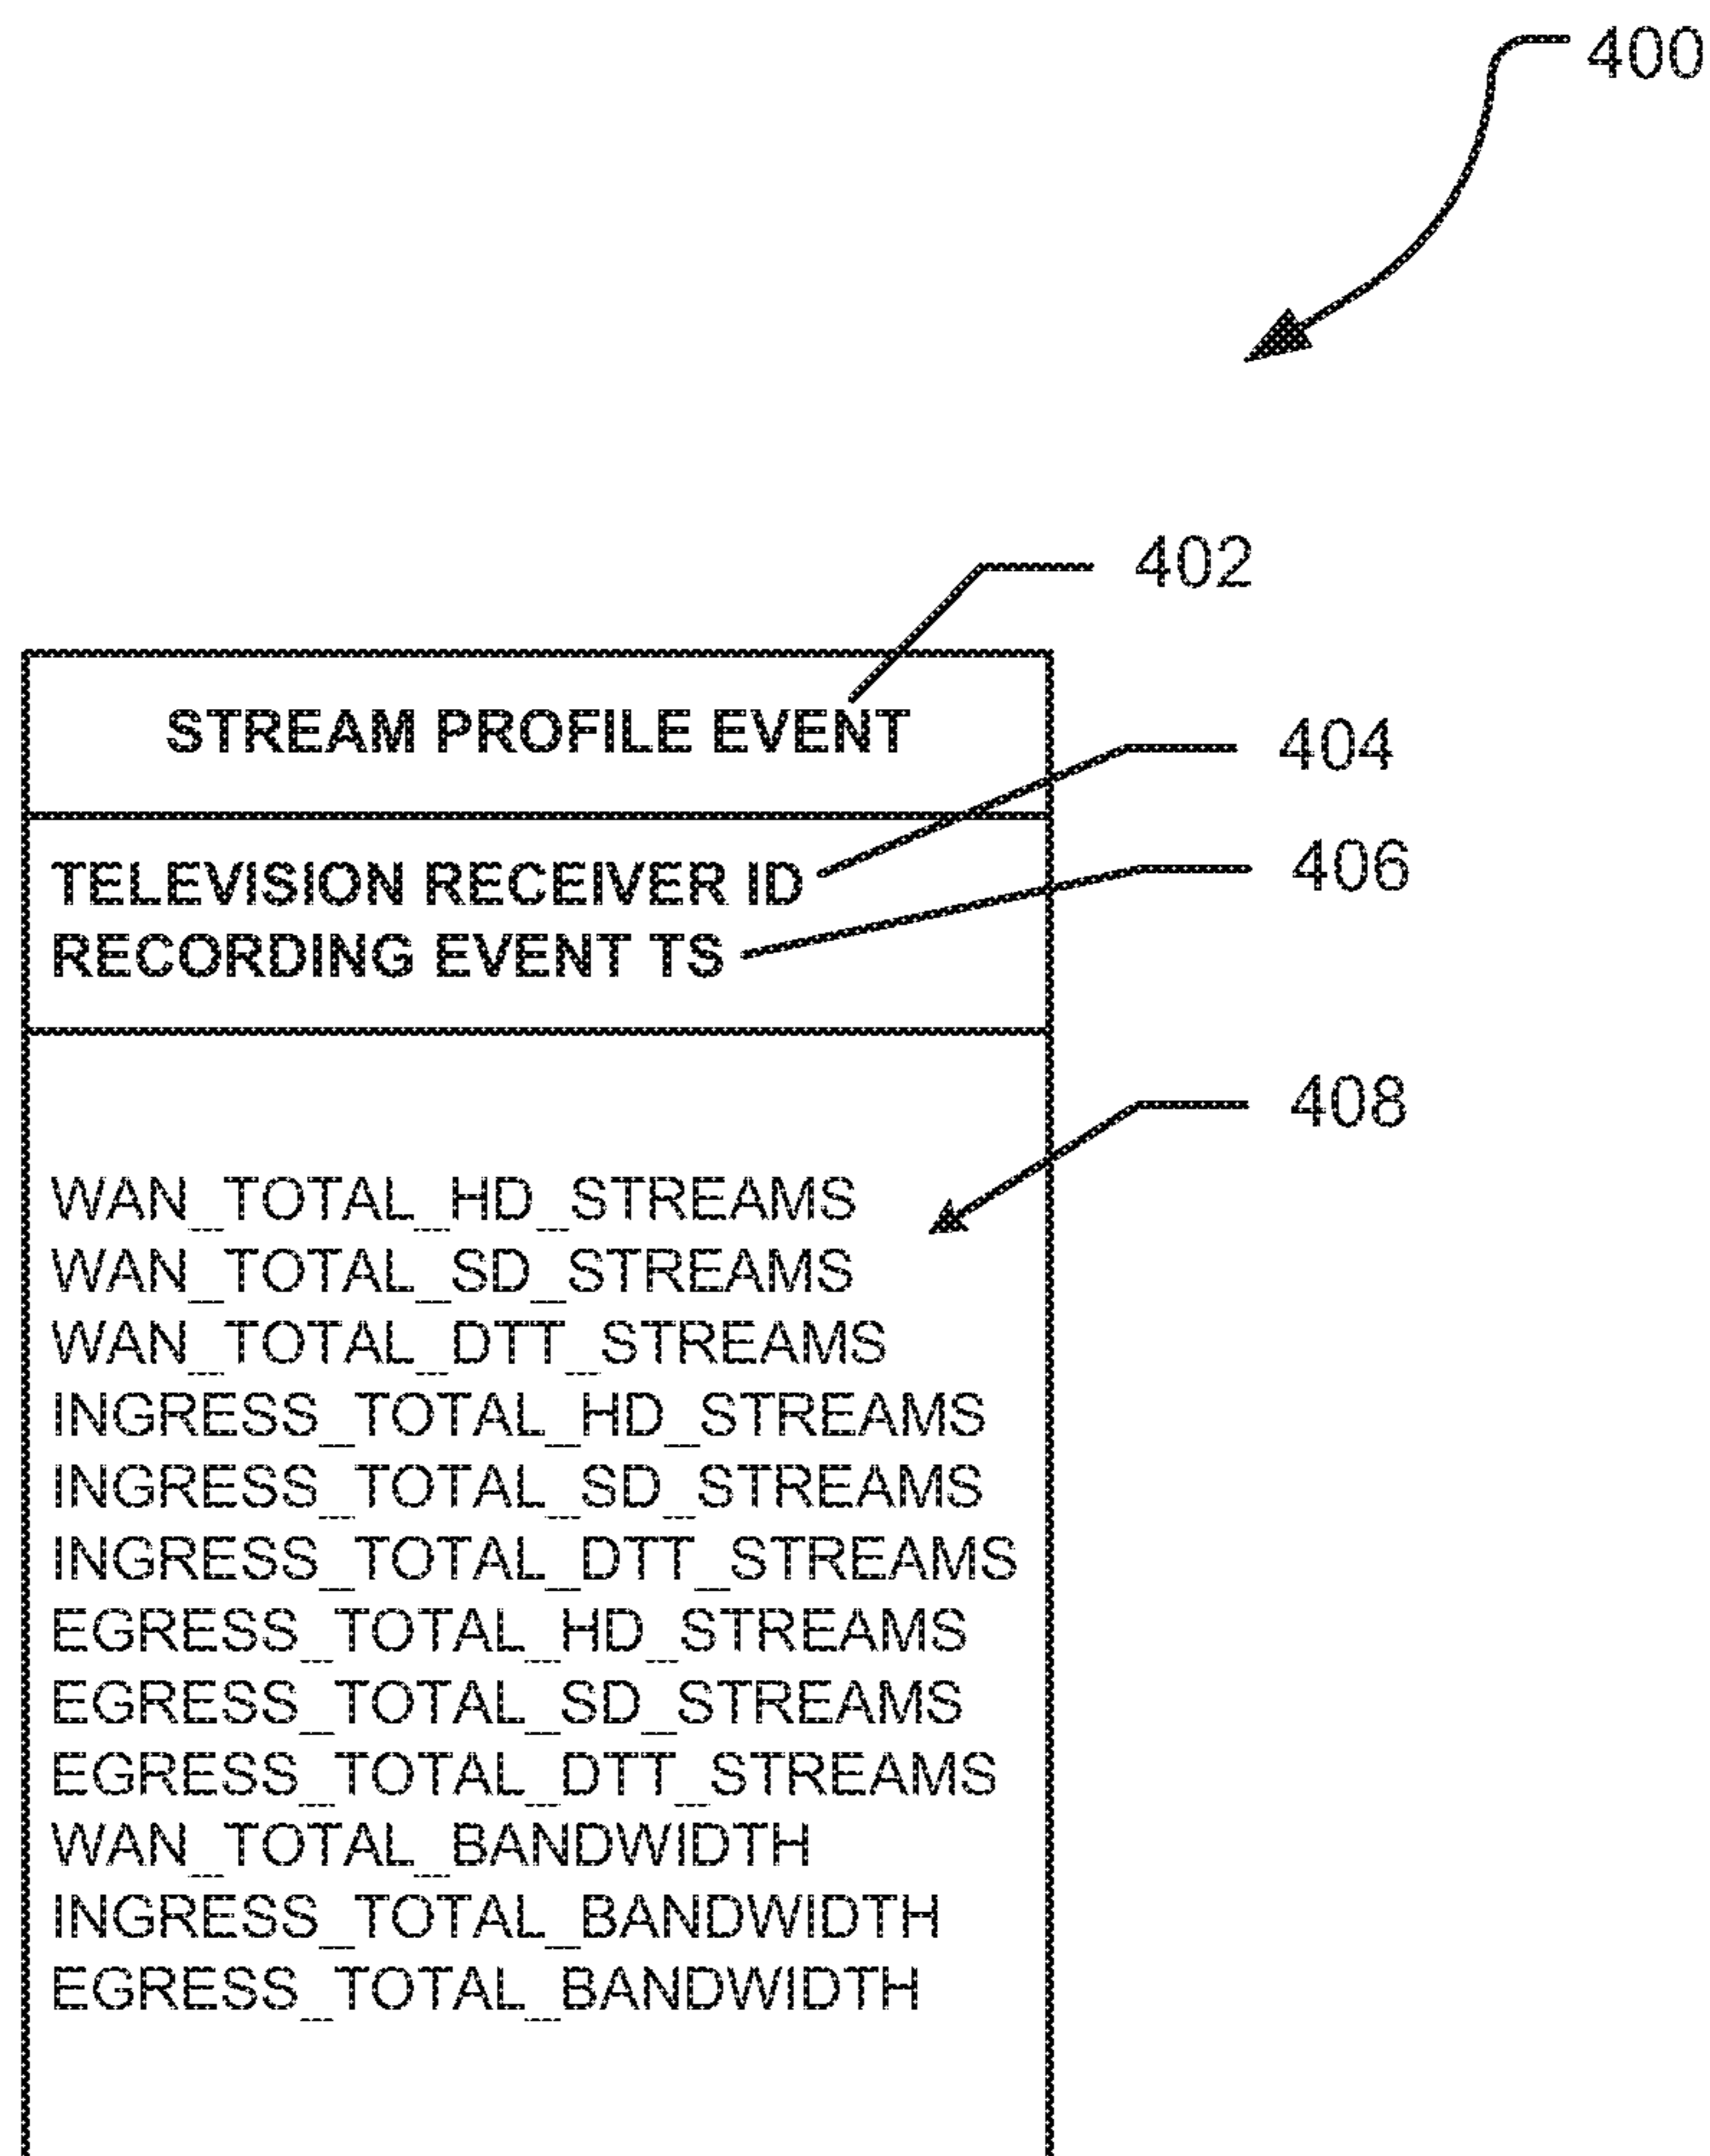 400
402
STREAM PROFILE EVENT
404
TELEVISION RECEIVER ID
406
RECORDING EVENT TS
408
WAN_TOTAL_HD_STREAMS
WAN_TOTAL_SD_STREAMS
WAN_TOTAL_DTT_STREAMS
INGRESS_TOTAL_HD_STREAMS
INGRESS_TOTAL_SD_STREAMS
INGRESS_TOTAL_DTT_STREAMS
EGRESS_TOTAL_HD_STREAMS
EGRESS_TOTAL_SD_STREAMS
EGRESS_TOTAL_DTT_STREAMS
WAN_TOTAL_BANDWIDTH
INGRESS_TOTAL_BANDWIDTH
EGRESS_TOTAL_BANDWIDTH